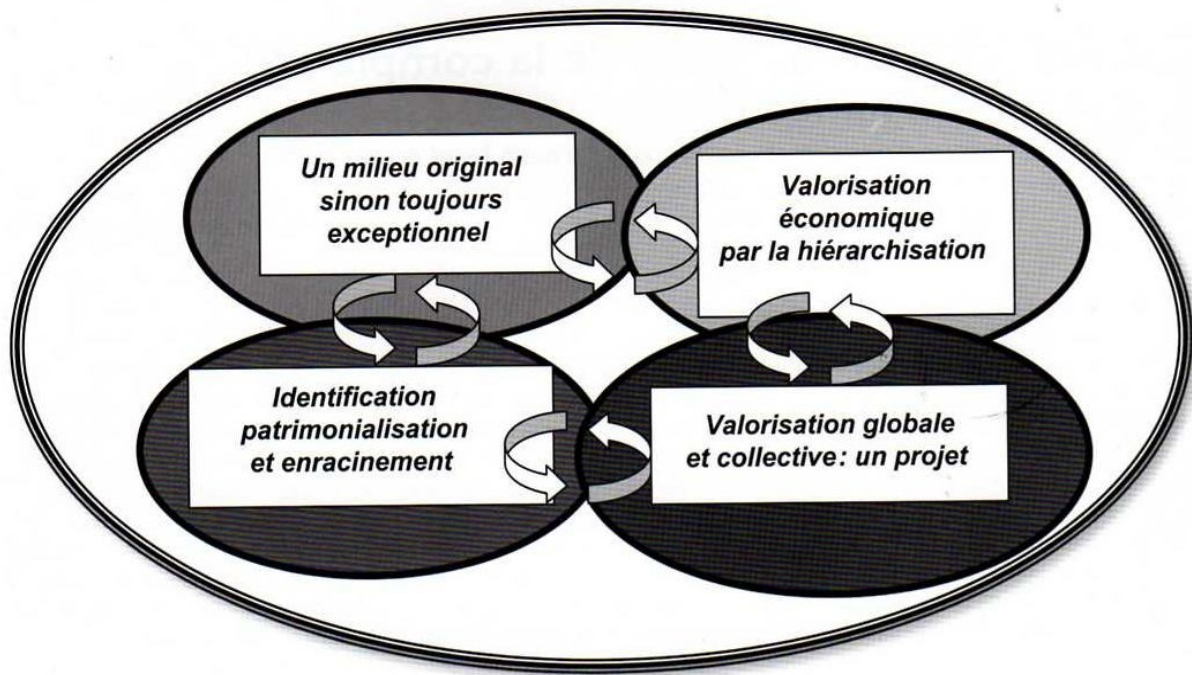 Un milieu original
sinon toujours
exceptionnel
Valorisation
économique
par la hiérarchisation
Identification
patrimonialisation
et enracinement
Valorisation globale
et collective : un projet